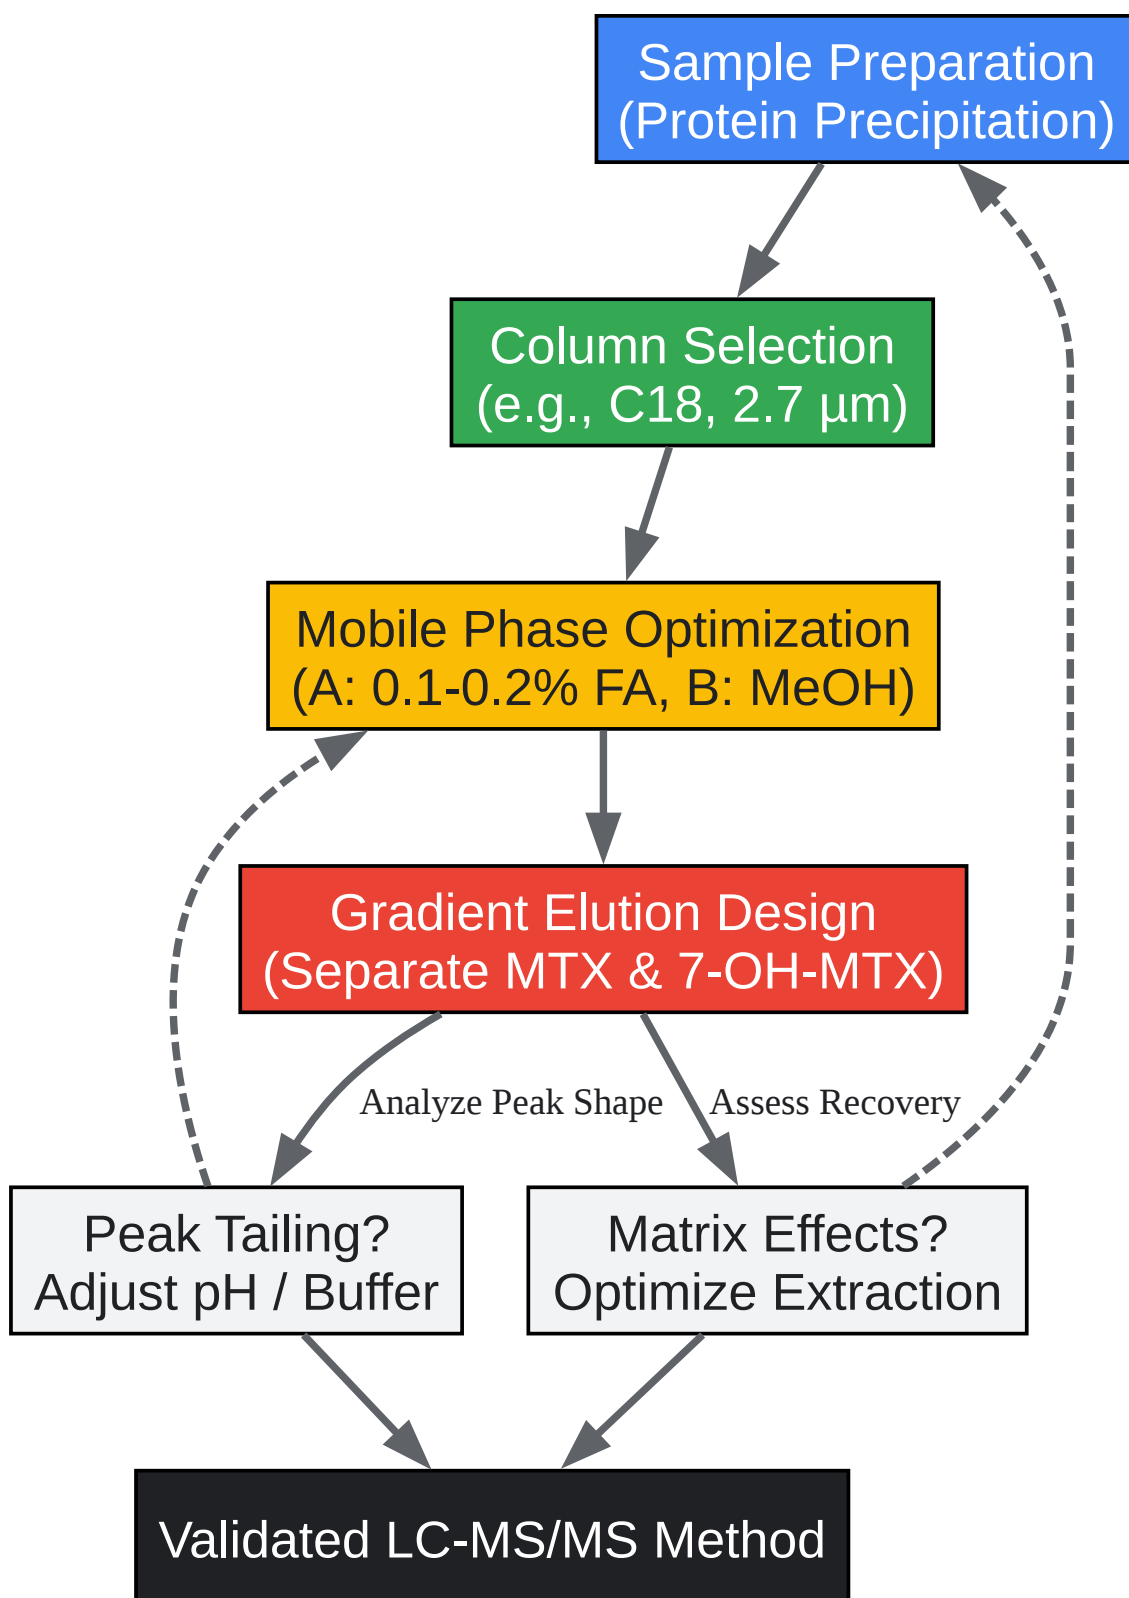 Sample Preparation
(Protein Precipitation)
Column Selection
(e.g., C18, 2.7 µm)
Mobile Phase Optimization
(A: 0.1-0.2% FA, B: MeOH)
Gradient Elution Design
(Separate MTX & 7-OH-MTX)
Analyze Peak Shape
Assess Recovery
Peak Tailing?
Adjust pH / Buffer
Matrix Effects?
Optimize Extraction
Validated LC-MS/MS Method